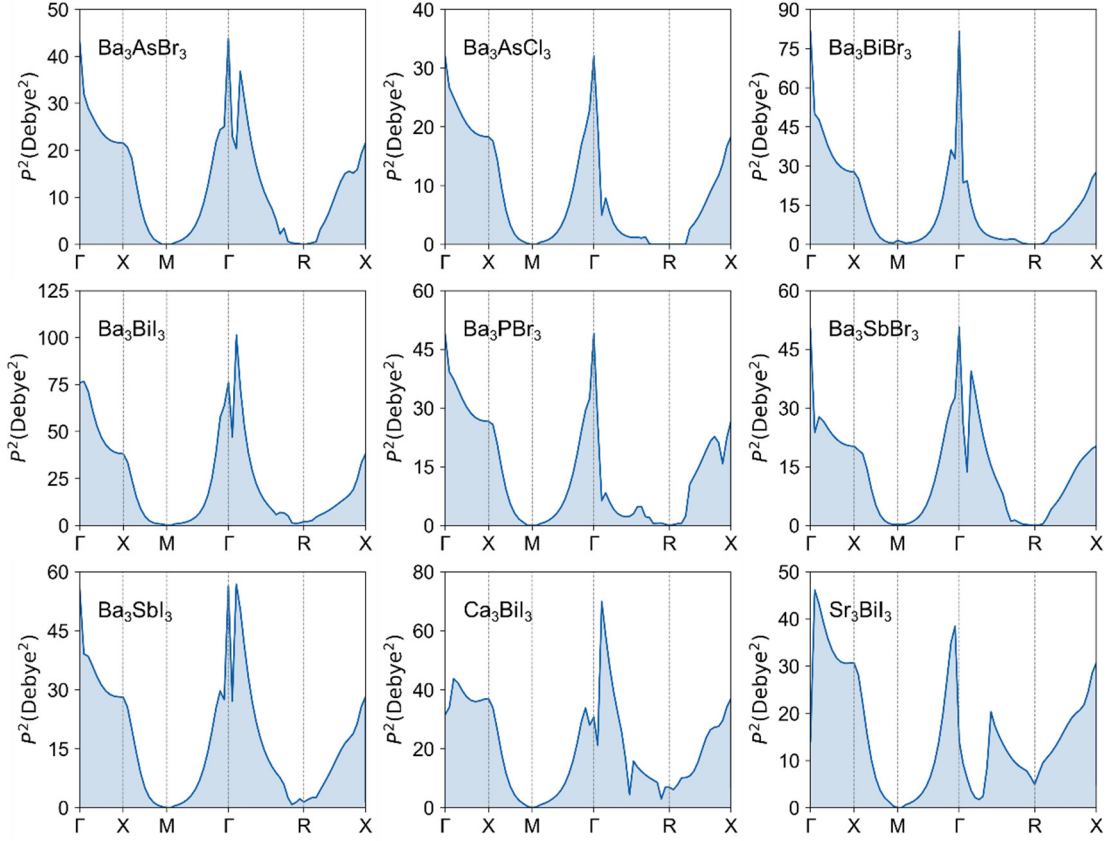 50
40
30
20
10
0
P²(Debye²)
Ba₃AsBr₃
Γ X M Γ R X
40
30
20
10
0
P²(Debye²)
Ba₃AsCl₃
Γ X M Γ R X
90
75
60
45
30
15
0
P²(Debye²)
Ba₃BiBr₃
Γ X M Γ R X
125
100
75
50
25
0
P²(Debye²)
Ba₃BiI₃
Γ X M Γ R X
60
45
30
15
0
P²(Debye²)
Ba₃PBr₃
Γ X M Γ R X
60
45
30
15
0
P²(Debye²)
Ba₃SbBr₃
Γ X M Γ R X
60
45
30
15
0
P²(Debye²)
Ba₃SbI₃
Γ X M Γ R X
80
60
40
20
0
P²(Debye²)
Ca₃BiI₃
Γ X M Γ R X
50
40
30
20
10
0
P²(Debye²)
Sr₃BiI₃
Γ X M Γ R X